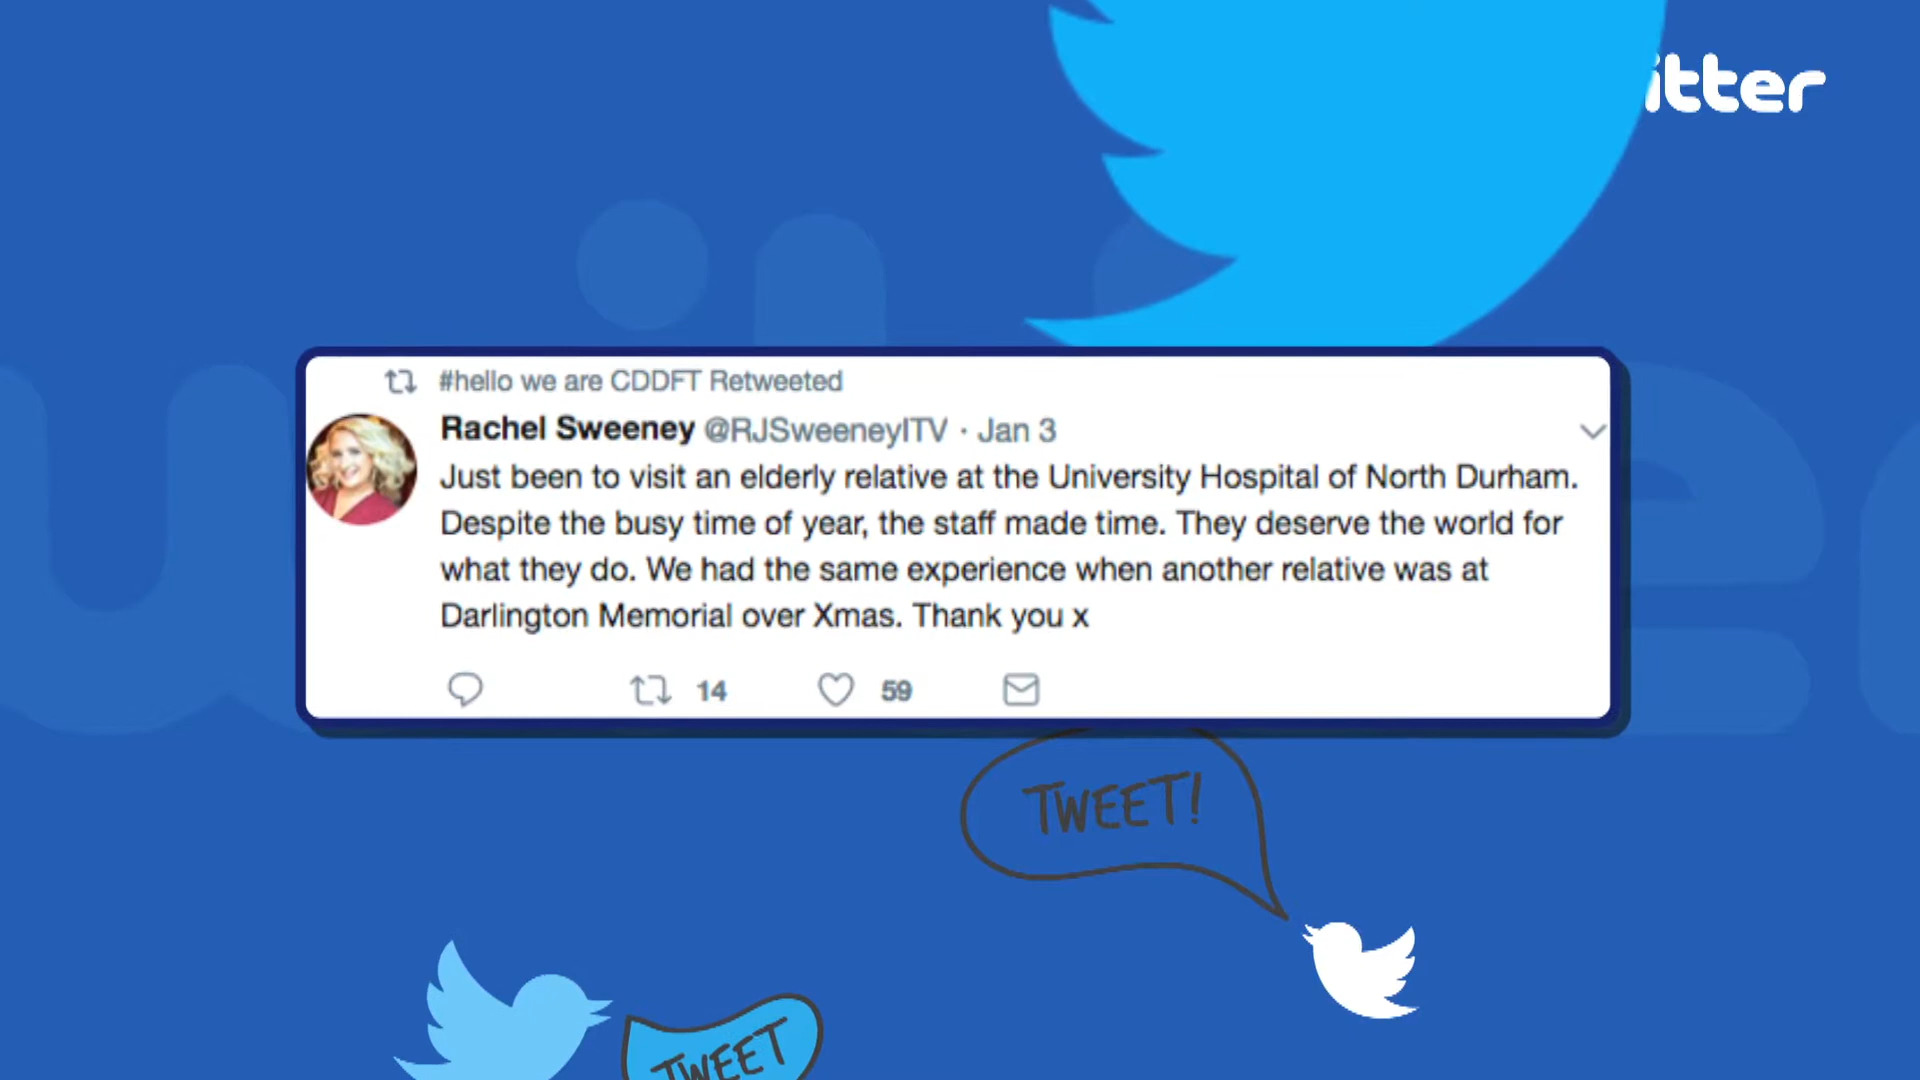 itter
#hello we are CDDFT Retweeted
Rachel Sweeney @RJSweeneyITV · Jan 3
Just been to visit an elderly relative at the University Hospital of North Durham.
Despite the busy time of year, the staff made time. They deserve the world for
what they do. We had the same experience when another relative was at
Darlington Memorial over Xmas. Thank you x
14 59
TWEET!
TWEET